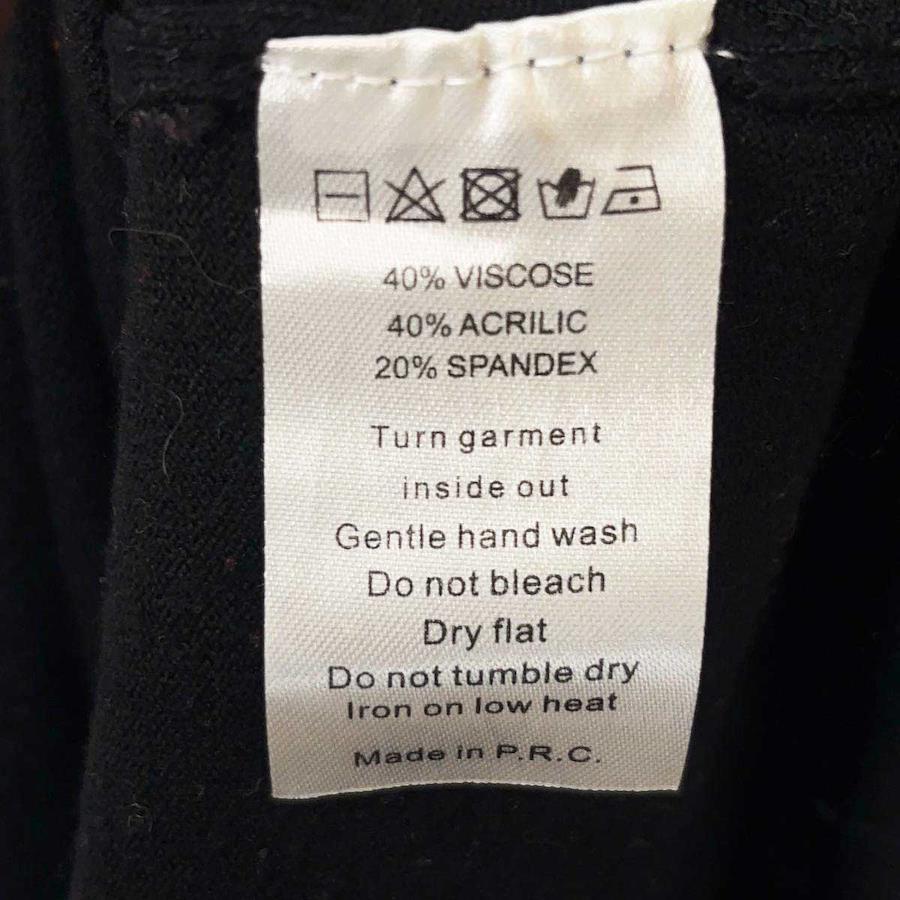 40% VISCOSE
40% ACRILIC
20% SPANDEX
Turn garment
inside out
Gentle hand wash
Do not bleach
Dry flat
Do not tumble dry
Iron on low heat
Made in P.R.C.